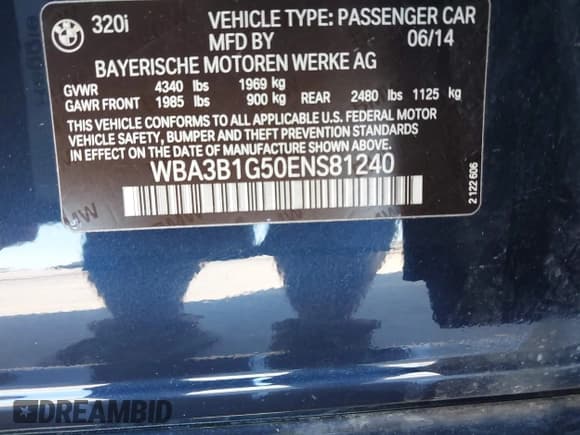 320i VEHICLE TYPE: PASSENGER CAR
MFD BY 06/14
BAYERISCHE MOTOREN WERKE AG
GVWR 4340 lbs 1969 kg
GAWR FRONT 1985 lbs 900 kg REAR 2480 lbs 1125 kg
THIS VEHICLE CONFORMS TO ALL APPLICABLE U.S. FEDERAL MOTOR
VEHICLE SAFETY, BUMPER AND THEFT PREVENTION STANDARDS
IN EFFECT ON THE DATE OF MANUFACTURE SHOWN ABOVE.
WBA3B1G50ENS81240
2 122 606
DREAMBID